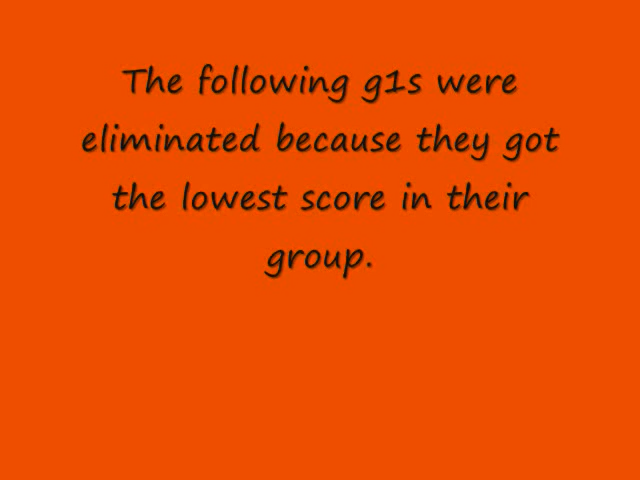 The following g1s were
eliminated because they got
the lowest score in their
group.